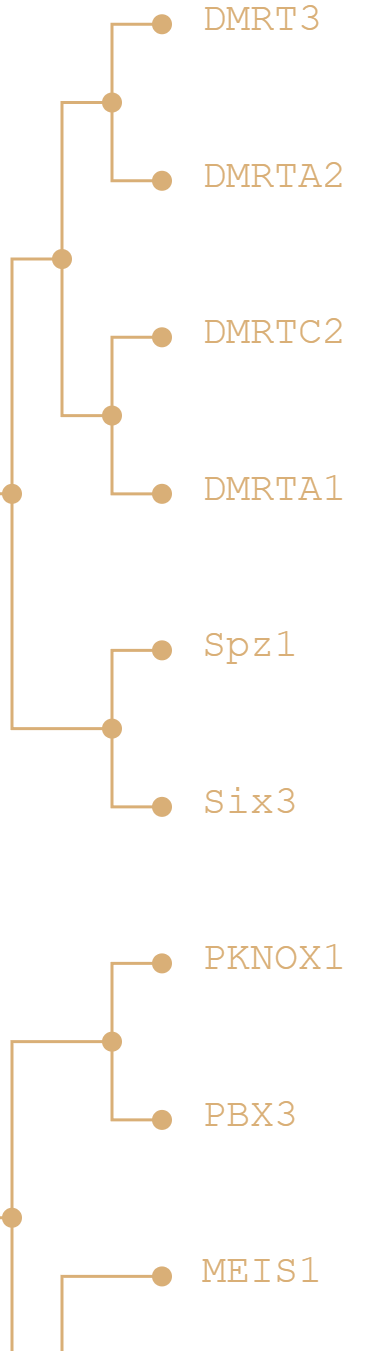 DMRT3
DMRTA2
DMRTC2
DMRTA1
Spz1
Six3
PKNOX1
PBX3
MEIS1